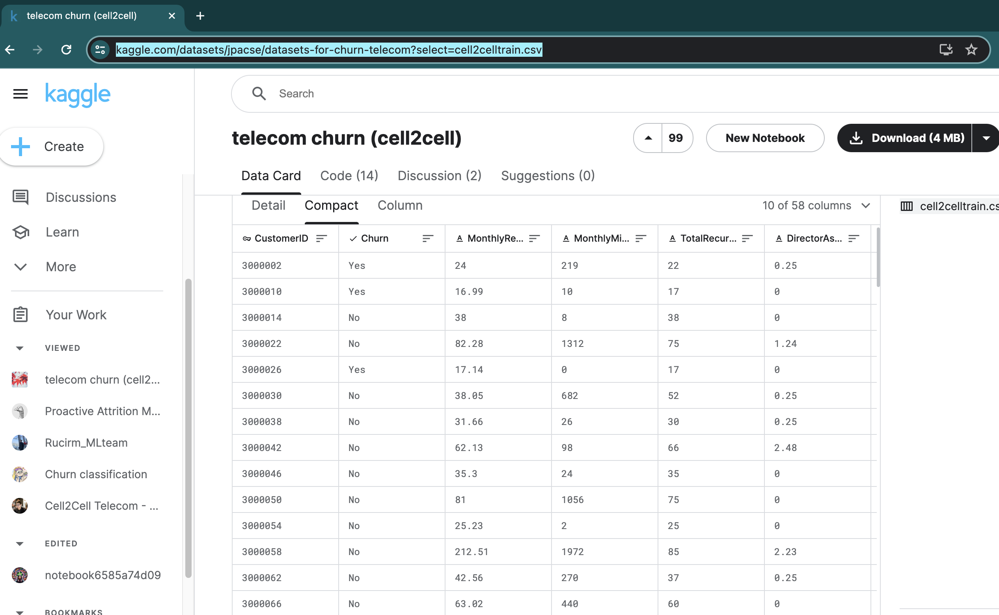 telecom churn (cell2cell)
kaggle.com/datasets/jpacse/datasets-for-churn-telecom?select=cell2celltrain.csv
kaggle
Search
Create
Discussions
Learn
More
Your Work
VIEWED
telecom churn (cell2...
Proactive Attrition M...
Rucirm_MLteam
Churn classification
Cell2Cell Telecom - ...
EDITED
notebook6585a74d09
BOOKMARKS
telecom churn (cell2cell)
99
New Notebook
Download (4 MB)
Data Card Code (14) Discussion (2) Suggestions (0)
Detail Compact Column 10 of 58 columns
cell2celltrain.cs
CustomerID Churn MonthlyRe... MonthlyMi... TotalRecur... DirectorAs...
3000002 Yes 24 219 22 0.25
3000010 Yes 16.99 10 17 0
3000014 No 38 8 38 0
3000022 No 82.28 1312 75 1.24
3000026 Yes 17.14 0 17 0
3000030 No 38.05 682 52 0.25
3000038 No 31.66 26 30 0.25
3000042 No 62.13 98 66 2.48
3000046 No 35.3 24 35 0
3000050 No 81 1056 75 0
3000054 No 25.23 2 25 0
3000058 No 212.51 1972 85 2.23
3000062 No 42.56 270 37 0.25
3000066 No 63.02 440 60 0